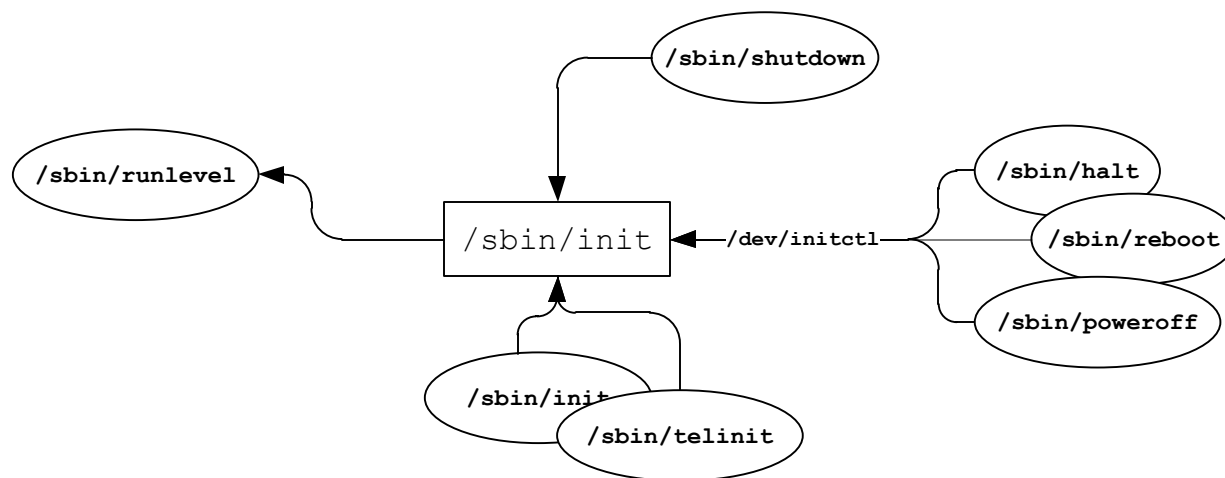 /sbin/shutdown
/sbin/runlevel
/sbin/halt
/sbin/init
/dev/initctl
/sbin/reboot
/sbin/poweroff
/sbin/init
/sbin/telinit